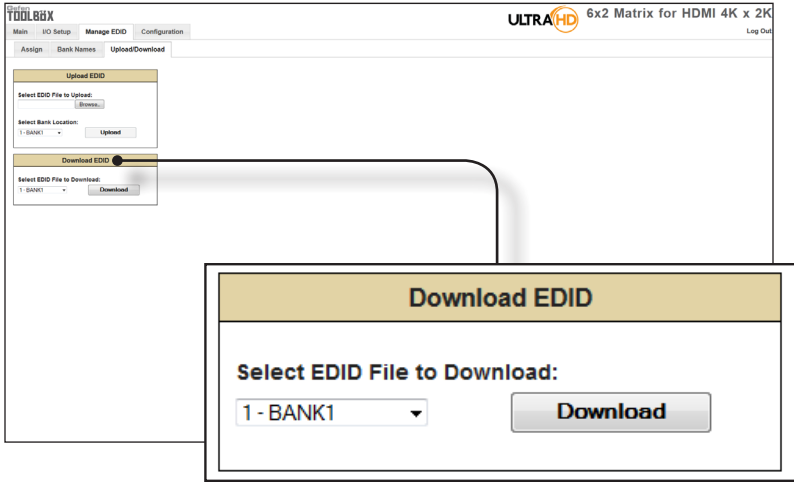 Gefen
TOOLBOX
ULTRA HD
6x2 Matrix for HDMI 4K x 2K
Main I/O Setup Manage EDID Configuration
Log Out
Assign Bank Names Upload/Download
Upload EDID
Select EDID File to Upload:
Browse..
Select Bank Location:
1 - BANK1 Upload
Download EDID
Select EDID File to Download:
1 - BANK1 Download
Download EDID
Select EDID File to Download:
1 - BANK1 Download